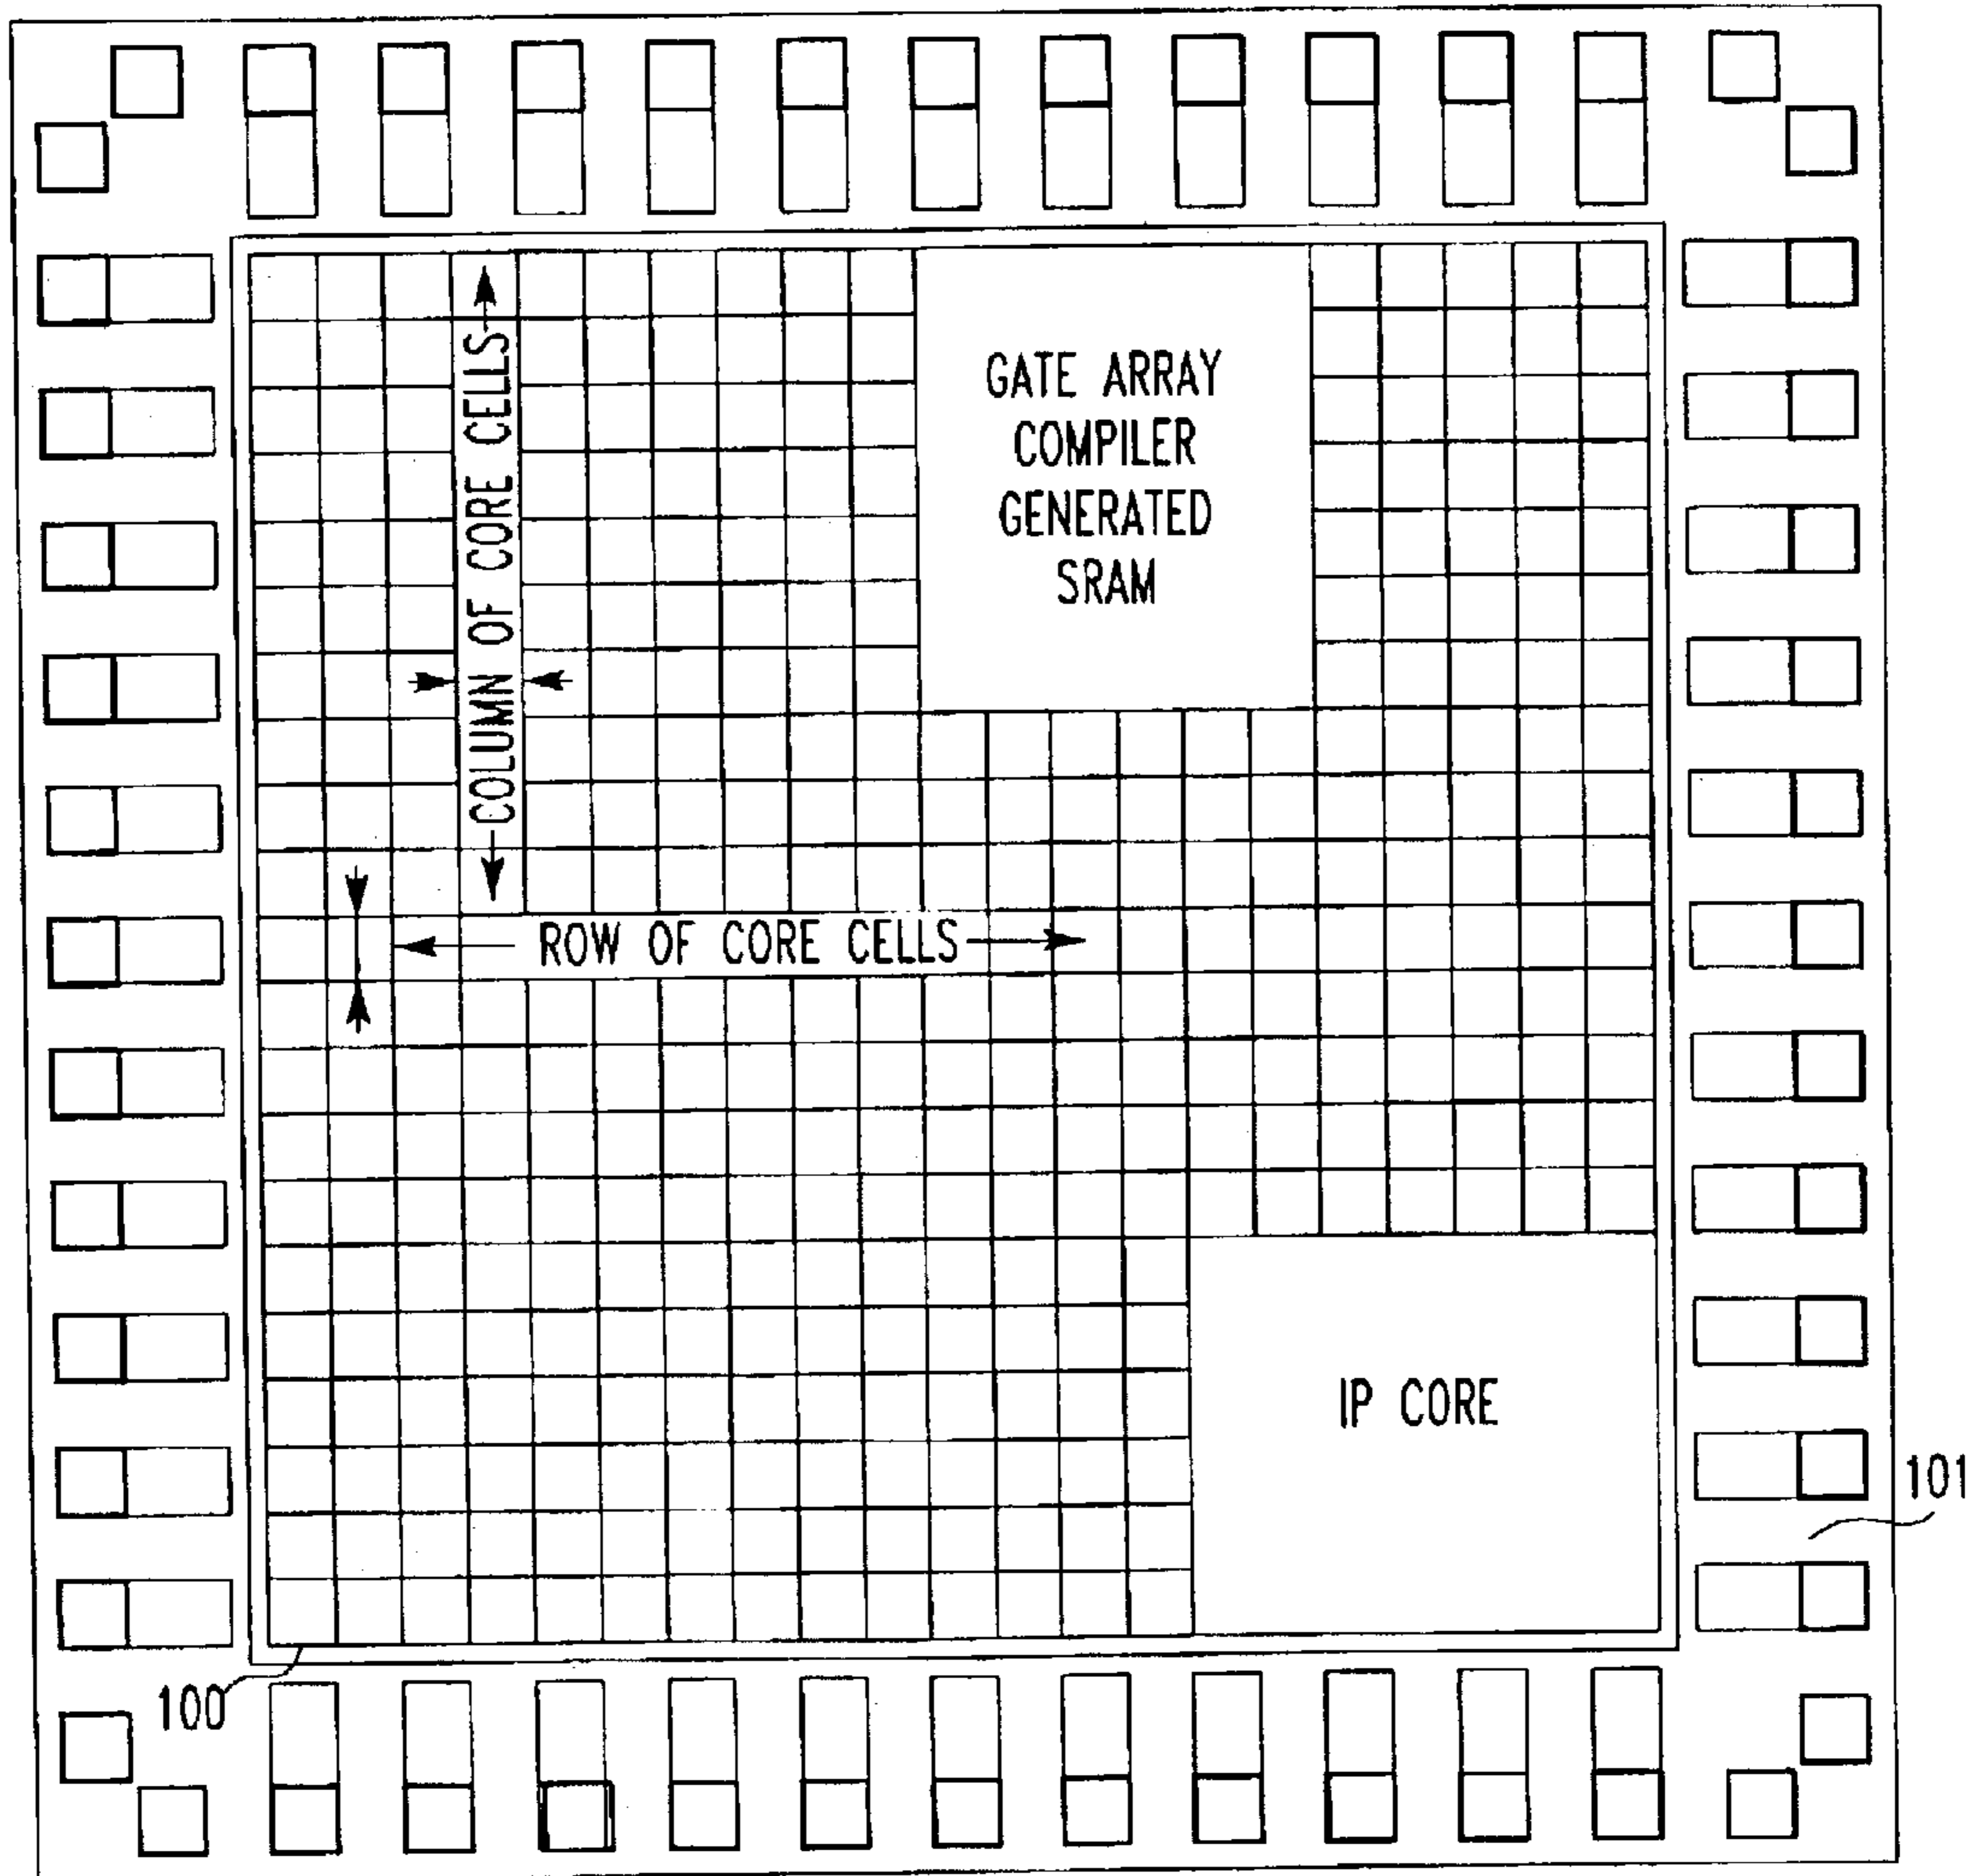 COLUMN OF CORE CELLS
GATE ARRAY
COMPILER
GENERATED
SRAM
ROW OF CORE CELLS
IP CORE
101
100